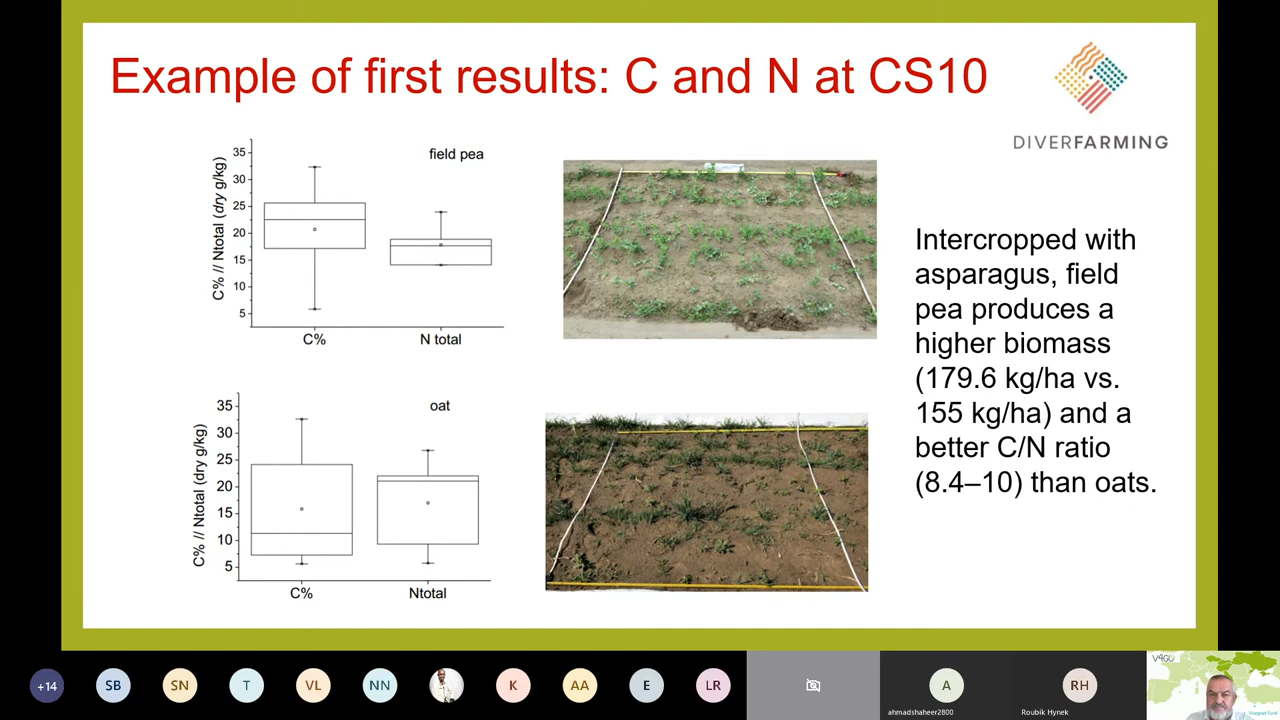 Example of first results: C and N at CS10
DIVERFARMING
C% // Ntotal (dry g/kg)
35
30
25
20
15
10
5
field pea
C%
N total
C% // Ntotal (dry g/kg)
35
30
25
20
15
10
5
oat
C%
Ntotal
Intercropped with
asparagus, field
pea produces a
higher biomass
(179.6 kg/ha vs.
155 kg/ha) and a
better C/N ratio
(8.4–10) than oats.
+14
SB
SN
T
VL
NN
K
AA
E
LR
A
ahmadshaheer2800
RH
Roubík Hynek
Visegrad Fund